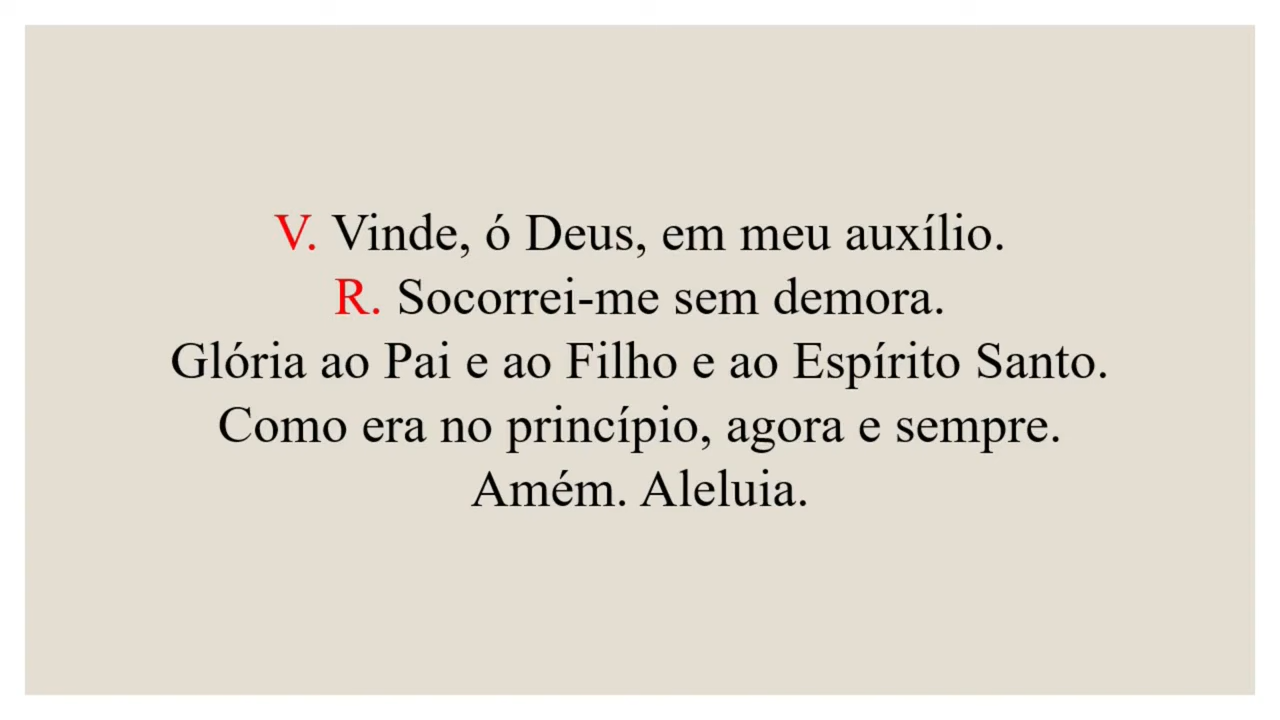 V. Vinde, ó Deus, em meu auxílio.
R. Socorrei-me sem demora.
Glória ao Pai e ao Filho e ao Espírito Santo.
Como era no princípio, agora e sempre.
Amém. Aleluia.